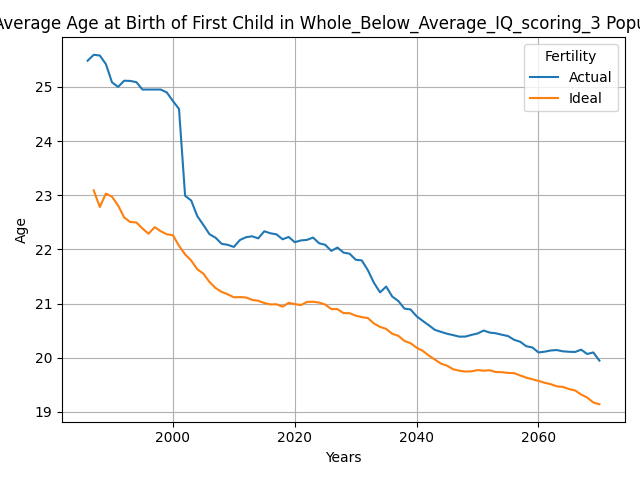 Average Age at Birth of First Child in Whole_Below_Average_IQ_scoring_3
Fertility
Actual
Ideal
Age
25
24
23
22
21
20
19
2000 2020 2040 2060
Years